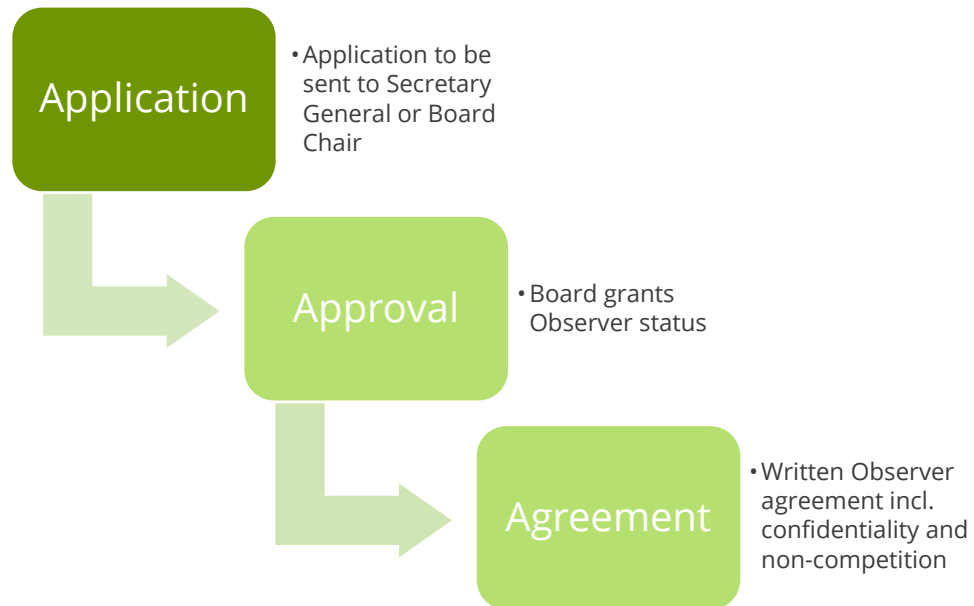 Application
• Application to be
sent to Secretary
General or Board
Chair
Approval
• Board grants
Observer status
Agreement
• Written Observer
agreement incl.
confidentiality and
non-competition